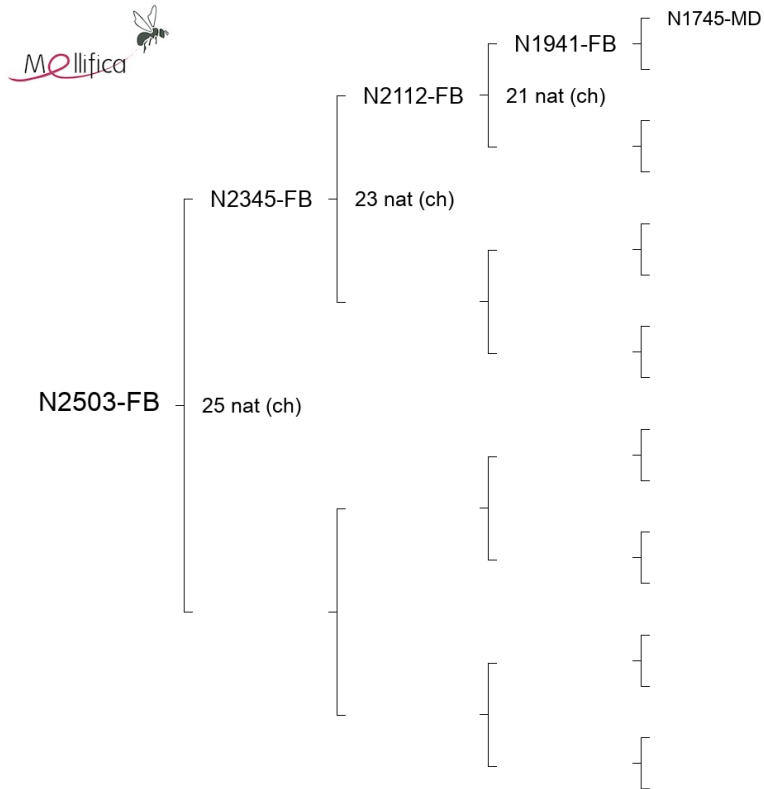 Mellifica
N1745-MD
N1941-FB
N2112-FB
21 nat (ch)
N2345-FB
23 nat (ch)
N2503-FB
25 nat (ch)